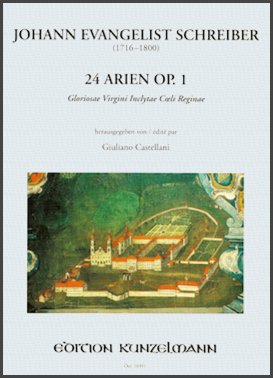 JOHANN EVANGELIST SCHREIBER
(1716–1800)
24 ARIEN OP. 1
Gloriosae Virgini Inclytae Cœli Reginae
herausgegeben von / édité par
Giuliano Castellani
EDITION KUNZELMANN